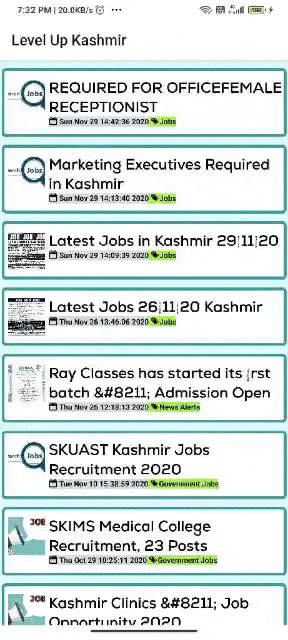 7:32 PM | 20.0KB/s
Level Up Kashmir
REQUIRED FOR OFFICEFEMALE
RECEPTIONIST
Sun Nov 29 14:42:36 2020 Jobs
Marketing Executives Required
in Kashmir
Sun Nov 29 14:13:40 2020 Jobs
Latest Jobs in Kashmir 29|11|20
Sun Nov 29 14:09:39 2020 Jobs
Latest Jobs 26|11|20 Kashmir
Thu Nov 26 13:46:06 2020 Jobs
Ray Classes has started its first
batch &#8211; Admission Open
Thu Nov 26 12:18:13 2020 News Alerts
SKUAST Kashmir Jobs
Recruitment 2020
Tue Nov 10 15:38:59 2020 Government Jobs
SKIMS Medical College
Recruitment, 23 Posts
Thu Oct 29 10:25:11 2020 Government Jobs
Kashmir Clinics &#8211; Job
Opportunity 2020